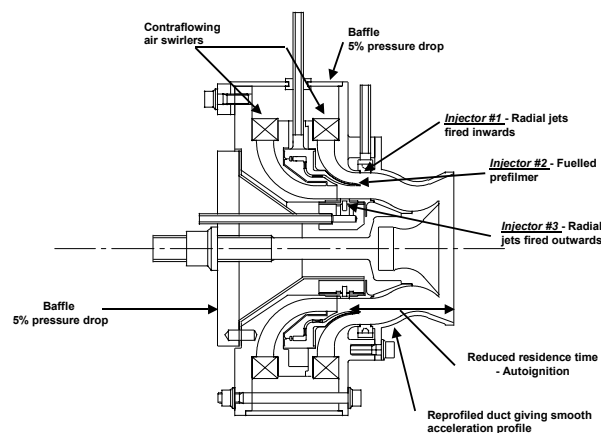 Contraflowing
air swirlers
Baffle
5% pressure drop
Injector #1 - Radial jets
fired inwards
Injector #2 - Fuelled
prefilmer
Injector #3 - Radial
jets fired outwards
Baffle
5% pressure drop
Reduced residence time
- Autoignition
Reprofiled duct giving smooth
acceleration profile